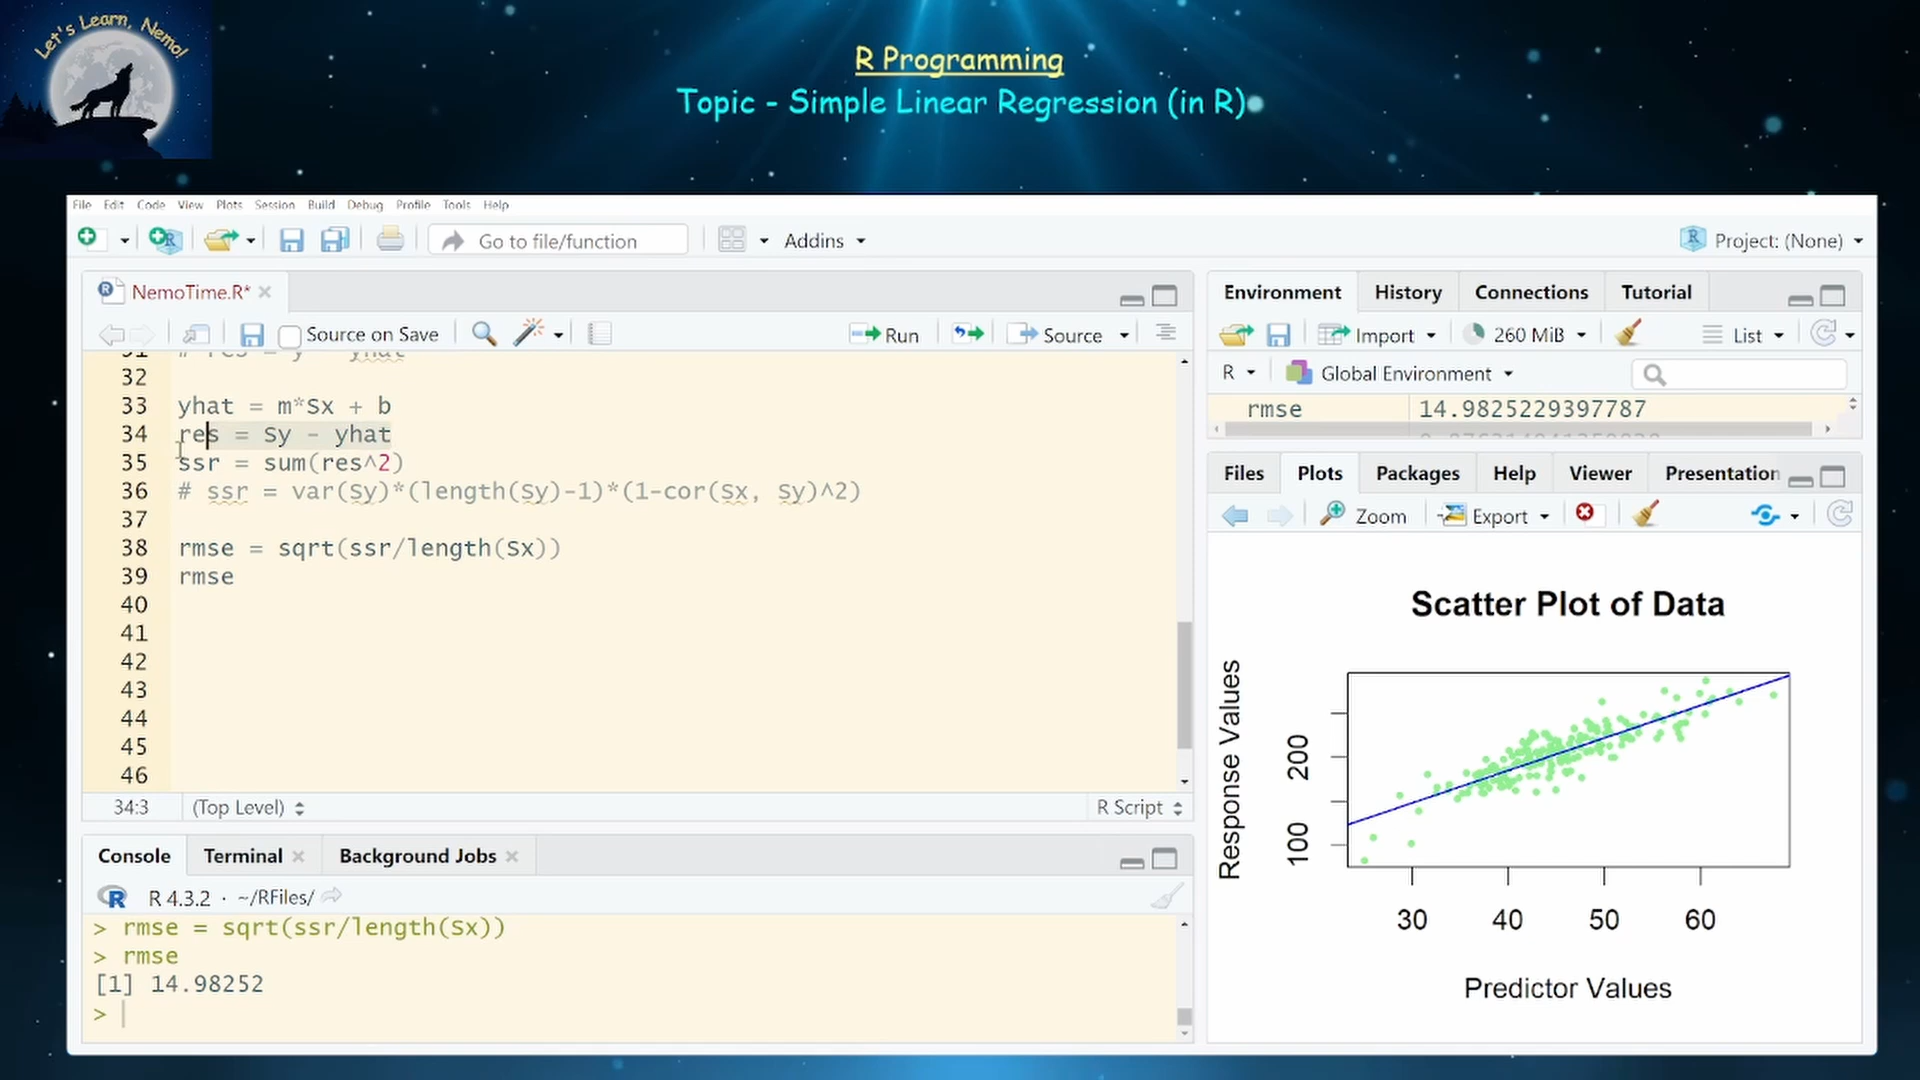 Let's Learn, Nemo!
R Programming
Topic - Simple Linear Regression (in R)
File Edit Code View Plots Session Build Debug Profile Tools Help
Go to file/function
Addins
Project: (None)
NemoTime.R*
Source on Save
Run
Source
31 # res = y - yhat
32
33 yhat = m*Sx + b
34 res = Sy - yhat
35 ssr = sum(res^2)
36 # ssr = var(Sy)*(length(Sy)-1)*(1-cor(Sx, Sy)^2)
37
38 rmse = sqrt(ssr/length(Sx))
39 rmse
40
41
42
43
44
45
46
34:3 (Top Level) R Script
Console Terminal Background Jobs
R 4.3.2 · ~/RFiles/
> rmse = sqrt(ssr/length(Sx))
> rmse
[1] 14.98252
>
Environment History Connections Tutorial
Import 260 MiB List
R Global Environment
rmse 14.9825229397787
Files Plots Packages Help Viewer Presentation
Zoom Export
Scatter Plot of Data
Response Values
200
100
30 40 50 60
Predictor Values